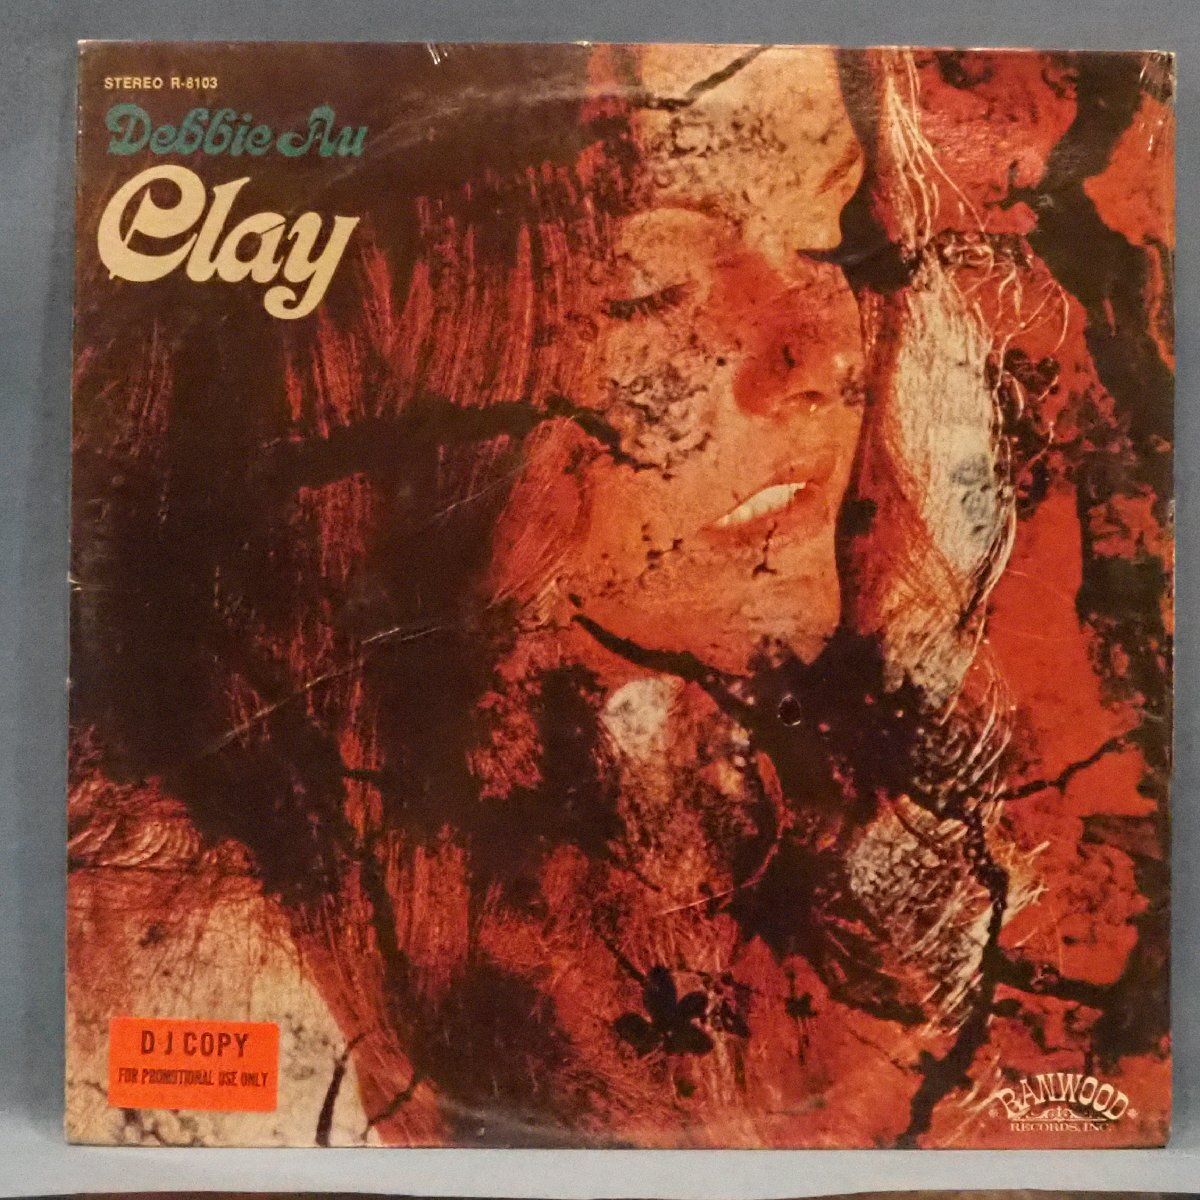 STEREO R-8103
Debbie Au
Clay
D J COPY
FOR PROMOTIONAL USE ONLY
RANWOOD
RECORDS, INC.